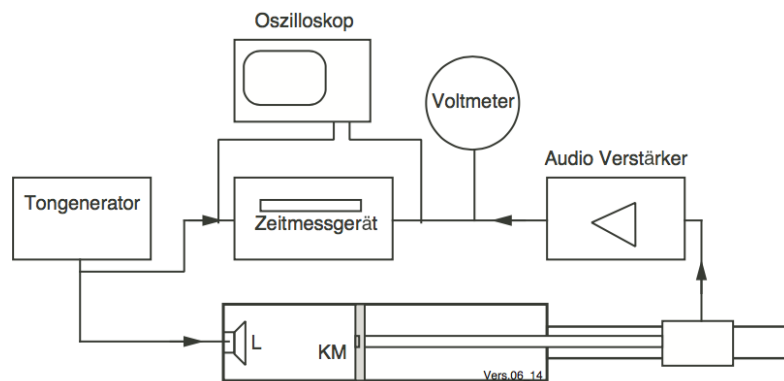 Oszilloskop
Voltmeter
Audio Verstärker
Tongenerator
Zeitmessgerät
L
KM
Vers.06_14